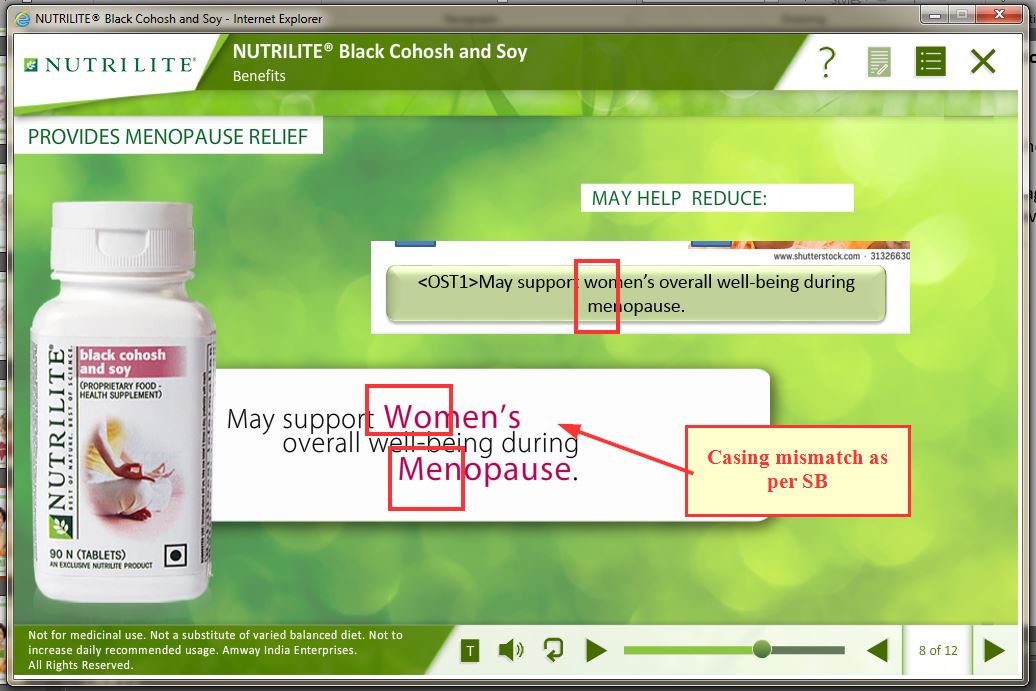 NUTRILITE® Black Cohosh and Soy - Internet Explorer
NUTRILITE®
NUTRILITE® Black Cohosh and Soy
Benefits
PROVIDES MENOPAUSE RELIEF
MAY HELP  REDUCE:
www.shutterstock.com · 31326630
<OST1>May support women's overall well-being during
menopause.
May support Women's
overall well-being during
Menopause.
Casing mismatch as
per SB
NUTRILITE®
BEST OF NATURE. BEST OF SCIENCE.
black cohosh
and soy
(PROPRIETARY FOOD -
HEALTH SUPPLEMENT)
90 N (TABLETS)
AN EXCLUSIVE NUTRILITE PRODUCT
Not for medicinal use. Not a substitute of varied balanced diet. Not to
increase daily recommended usage. Amway India Enterprises.
All Rights Reserved.
T
8 of 12